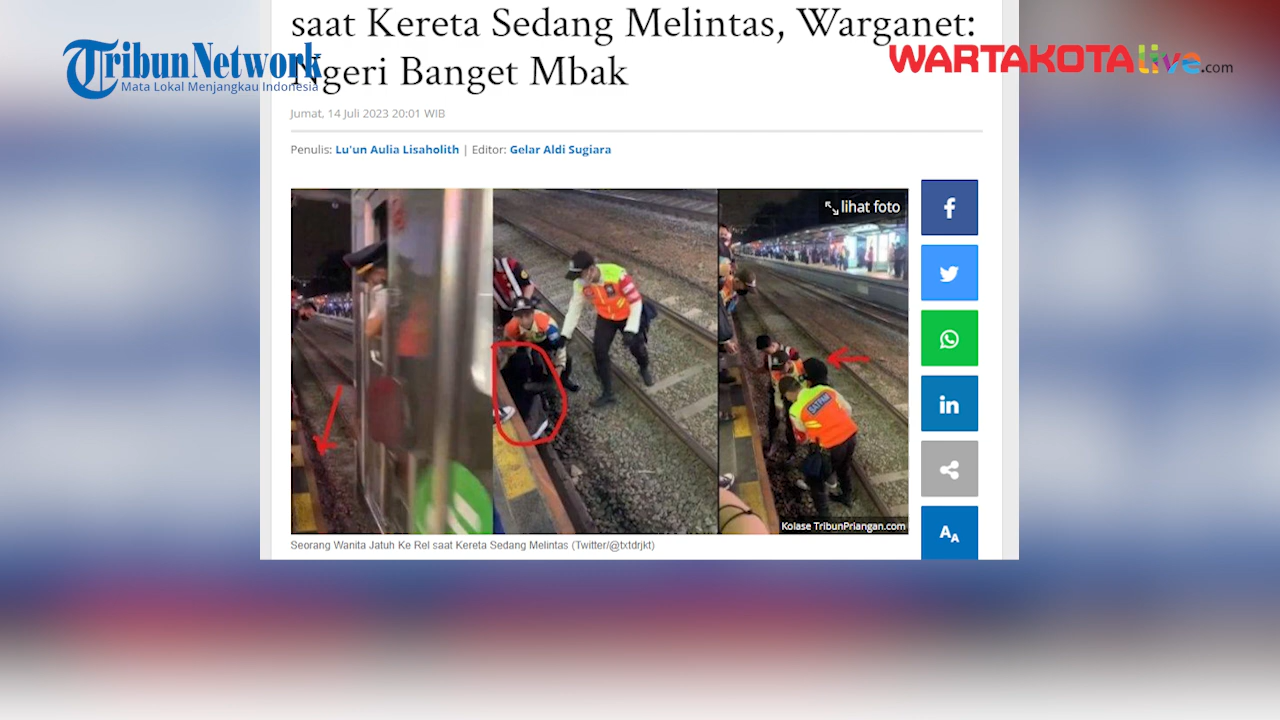 saat Kereta Sedang Melintas, Warganet:
Ngeri Banget Mbak
TribunNetwork
Mata Lokal Menjangkau Indonesia
WARTAKOTAlive.com
Jumat, 14 Juli 2023 20:01 WIB
Penulis: Lu'un Aulia Lisaholith | Editor: Gelar Aldi Sugiara
lihat foto
SATPAM
Kolase TribunPriangan.com
Seorang Wanita Jatuh Ke Rel saat Kereta Sedang Melintas (Twitter/@txtdrjkt)
AA